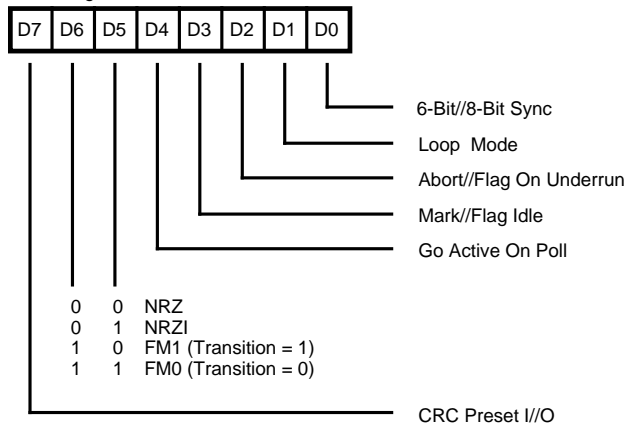 D7 D6 D5 D4 D3 D2 D1 D0
6-Bit//8-Bit Sync
Loop Mode
Abort//Flag On Underrun
Mark//Flag Idle
Go Active On Poll
0 0 NRZ
0 1 NRZI
1 0 FM1 (Transition = 1)
1 1 FM0 (Transition = 0)
CRC Preset I//O